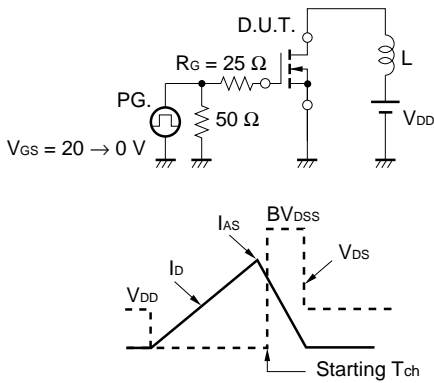 D.U.T.
RG = 25 Ω
L
PG.
50 Ω
VDD
VGS = 20 → 0 V
BVDSS
IAS
VDS
ID
VDD
Starting Tch